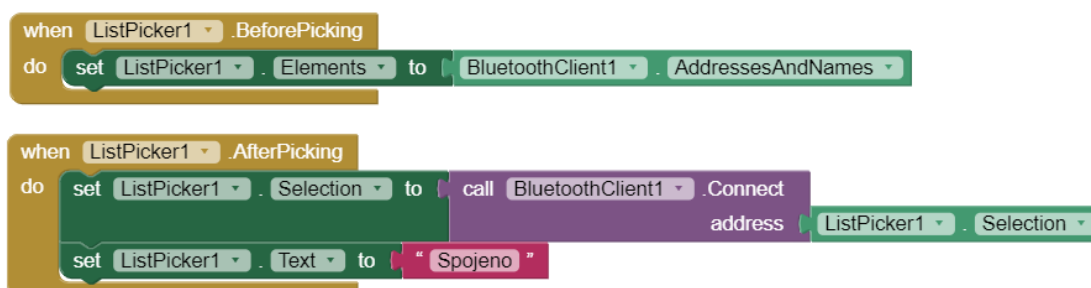 when ListPicker1 .BeforePicking
do set ListPicker1 . Elements to BluetoothClient1 . AddressesAndNames
when ListPicker1 .AfterPicking
do set ListPicker1 . Selection to call BluetoothClient1 .Connect
address ListPicker1 . Selection
set ListPicker1 . Text to " Spojeno "